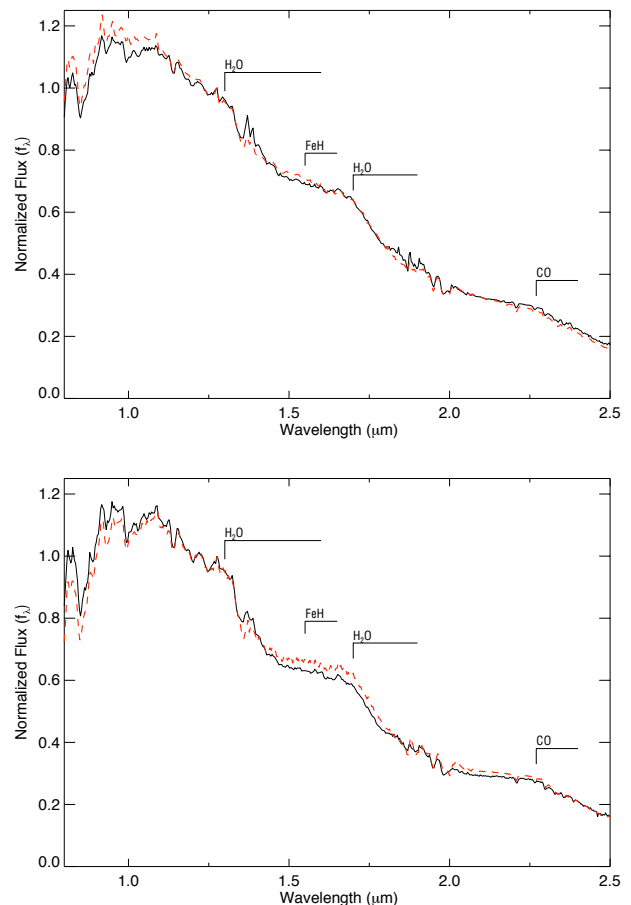 1.2
1.0
0.8
0.6
0.4
0.2
0.0
Normalized Flux (fλ)
H₂O
FeH
H₂O
CO
1.0 1.5 2.0 2.5
Wavelength (μm)
1.2
1.0
0.8
0.6
0.4
0.2
0.0
Normalized Flux (fλ)
H₂O
FeH
H₂O
CO
1.0 1.5 2.0 2.5
Wavelength (μm)